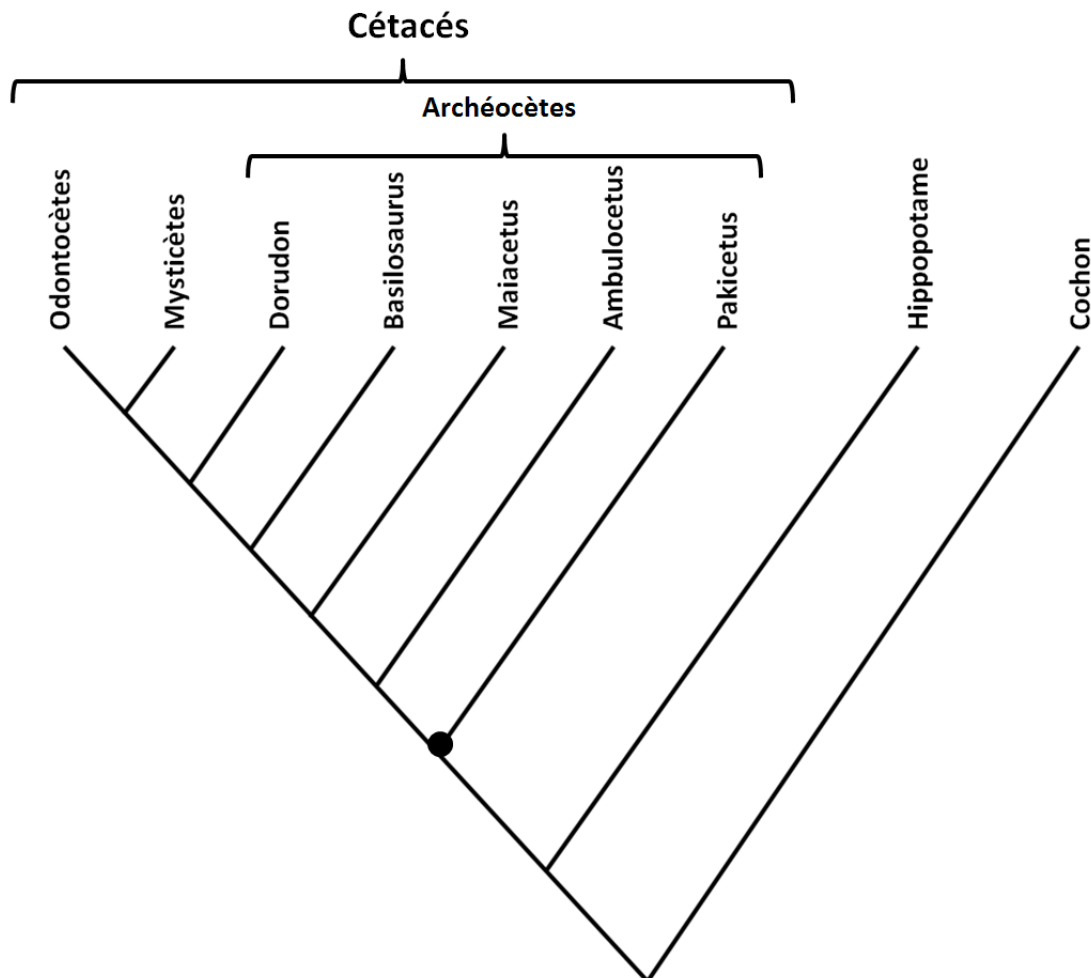 Cétacés
Archéocètes
Odontocètes
Mysticètes
Dorudon
Basilosaurus
Maiacetus
Ambulocetus
Pakicetus
Hippopotame
Cochon